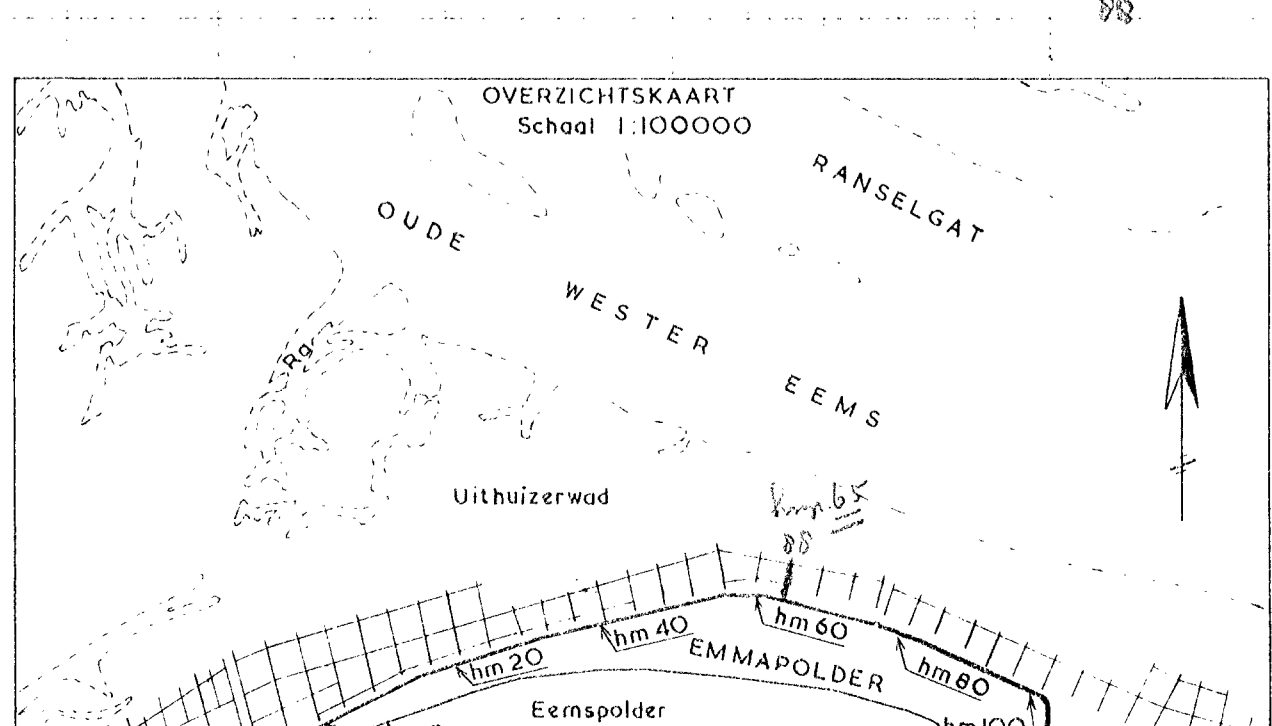 88
OVERZICHTSKAART
Schaal 1:100000
RANSELGAT
OUDE
WESTER
EEMS
Rg
Uithuizerwad
65
88
hm 60
hm 40
EMMAPOLDER
hm 20
hm 80
Eemspolder
hm 100